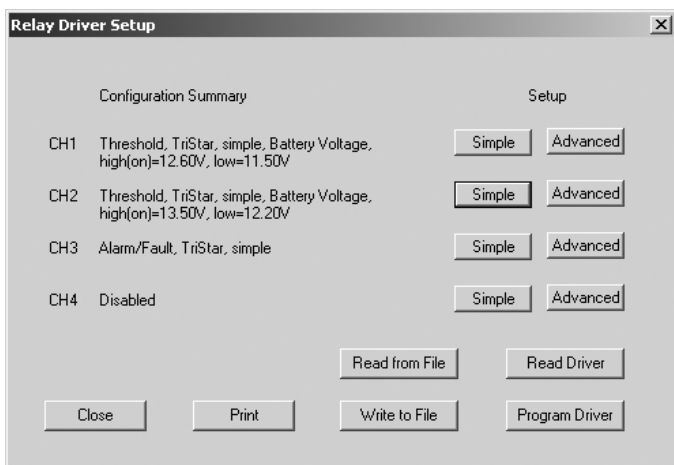 Relay Driver Setup
Configuration Summary Setup
CH1 Threshold, TriStar, simple, Battery Voltage, Simple Advanced
high(on)=12.60V, low=11.50V
CH2 Threshold, TriStar, simple, Battery Voltage, Simple Advanced
high(on)=13.50V, low=12.20V
CH3 Alarm/Fault, TriStar, simple Simple Advanced
CH4 Disabled Simple Advanced
Read from File Read Driver
Close Print Write to File Program Driver